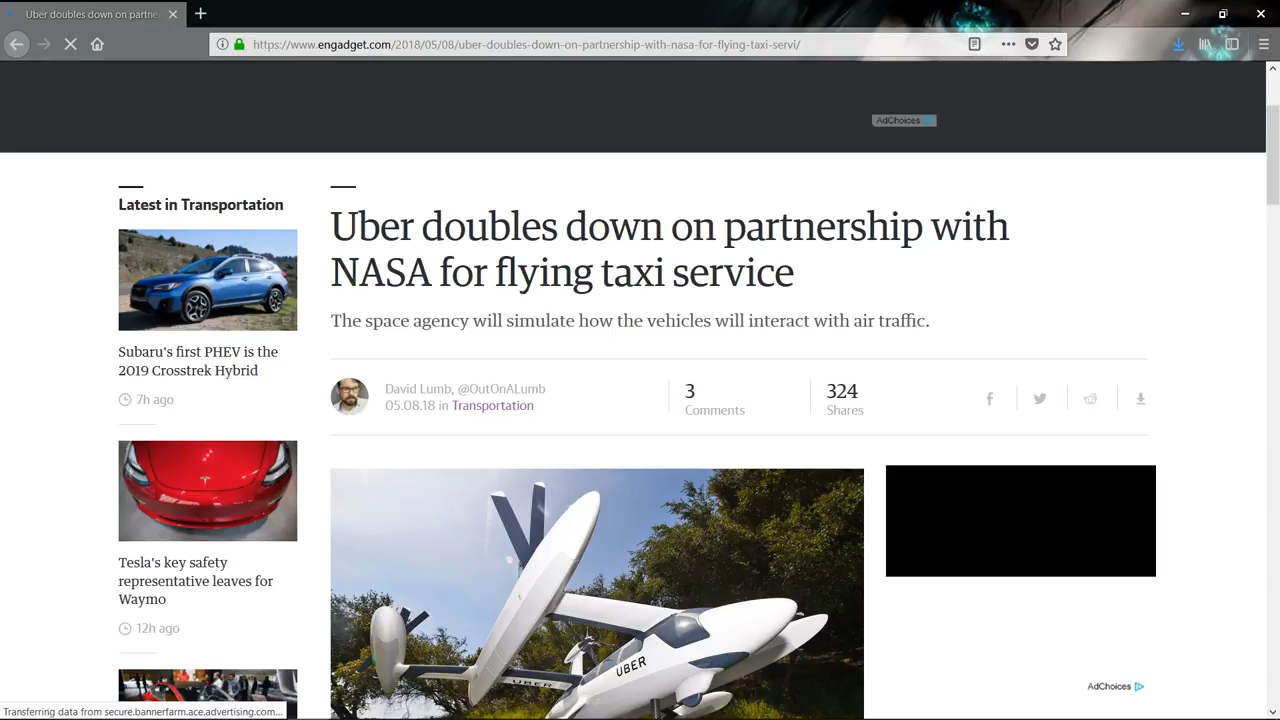 Uber doubles down on partne
https://www.engadget.com/2018/05/08/uber-doubles-down-on-partnership-with-nasa-for-flying-taxi-servi/
AdChoices
Latest in Transportation
Subaru's first PHEV is the
2019 Crosstrek Hybrid
7h ago
Tesla's key safety
representative leaves for
Waymo
12h ago
Uber doubles down on partnership with
NASA for flying taxi service
The space agency will simulate how the vehicles will interact with air traffic.
David Lumb, @OutOnALumb
05.08.18 in Transportation
3
Comments
324
Shares
UBER
UBER
AdChoices
Transferring data from secure.bannerfarm.ace.advertising.com...